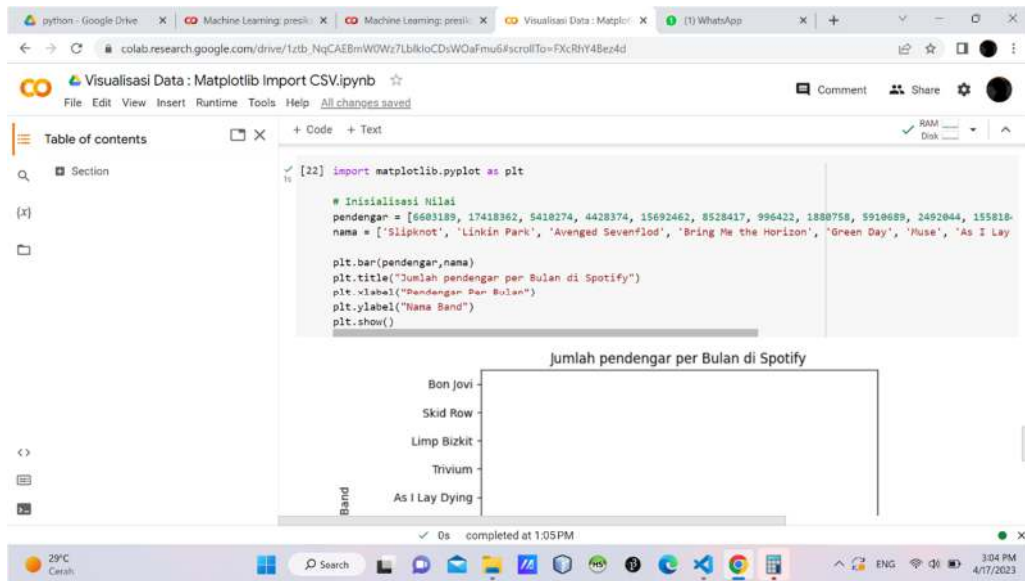 python - Google Drive
Machine Learning: presik
Machine Learning: presik
Visualisasi Data : Matplot
(1) WhatsApp
colab.research.google.com/drive/1ztb_NqCAEBmW0Wz7LblkloCDsWOaFmu6#scrollTo=FXcRhY4Bez4d
Visualisasi Data : Matplotlib Import CSV.ipynb
File Edit View Insert Runtime Tools Help All changes saved
Comment
Share
Table of contents
+ Code + Text
RAM
Disk
Section
{x}
[22] import matplotlib.pyplot as plt
1s
# Inisialisasi Nilai
pendengar = [6603189, 17418362, 5410274, 4428374, 15692462, 8528417, 996422, 1880758, 5910689, 2492044, 155818
nama = ['Slipknot', 'Linkin Park', 'Avenged Sevenflod', 'Bring Me the Horizon', 'Green Day', 'Muse', 'As I Lay
plt.bar(pendengar,nama)
plt.title("Jumlah pendengar per Bulan di Spotify")
plt.xlabel("Pendengar Per Bulan")
plt.ylabel("Nama Band")
plt.show()
Jumlah pendengar per Bulan di Spotify
Bon Jovi
Skid Row
Limp Bizkit
Trivium
As I Lay Dying
Band
0s completed at 1:05 PM
29°C
Cerah
Search
ENG
3:04 PM
4/17/2023